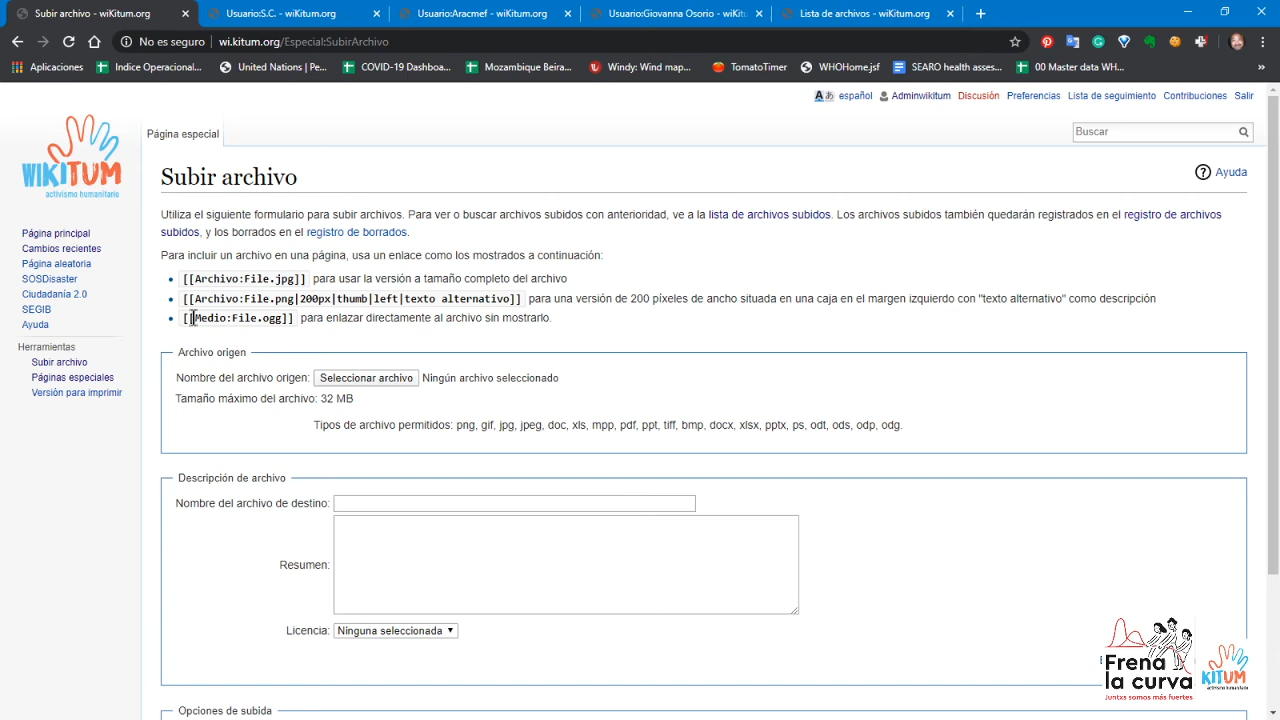 Subir archivo - wiKitum.org
Usuario:S.C. - wiKitum.org
Usuario:Aracmef - wiKitum.org
Usuario:Giovanna Osorio - wiKit
Lista de archivos - wiKitum.org
No es seguro
wi.kitum.org/Especial:SubirArchivo
Aplicaciones
Indice Operacional...
United Nations | Pe...
COVID-19 Dashboa...
Mozambique Beira...
Windy: Wind map...
TomatoTimer
WHOHome.jsf
SEARO health asses...
00 Master data WH...
español
Adminwikitum
Discusión
Preferencias
Lista de seguimiento
Contribuciones
Salir
Página especial
Buscar
WIKITUM
activismo humanitario
Página principal
Cambios recientes
Página aleatoria
SOSDisaster
Ciudadanía 2.0
SEGIB
Ayuda
Herramientas
Subir archivo
Páginas especiales
Versión para imprimir
Subir archivo
Ayuda
Utiliza el siguiente formulario para subir archivos. Para ver o buscar archivos subidos con anterioridad, ve a la lista de archivos subidos. Los archivos subidos también quedarán registrados en el registro de archivos
subidos, y los borrados en el registro de borrados.
Para incluir un archivo en una página, usa un enlace como los mostrados a continuación:
[[Archivo:File.jpg]] para usar la versión a tamaño completo del archivo
[[Archivo:File.png|200px|thumb|left|texto alternativo]] para una versión de 200 píxeles de ancho situada en una caja en el margen izquierdo con "texto alternativo" como descripción
[[Medio:File.ogg]] para enlazar directamente al archivo sin mostrarlo.
Archivo origen
Nombre del archivo origen: Seleccionar archivo Ningún archivo seleccionado
Tamaño máximo del archivo: 32 MB
Tipos de archivo permitidos: png, gif, jpg, jpeg, doc, xls, mpp, pdf, ppt, tiff, bmp, docx, xlsx, pptx, ps, odt, ods, odp, odg.
Descripción de archivo
Nombre del archivo de destino:
Resumen:
Licencia: Ninguna seleccionada
Opciones de subida
Frena
la curva
Juntxs somos más fuertes
KITUM
activismo humanitario